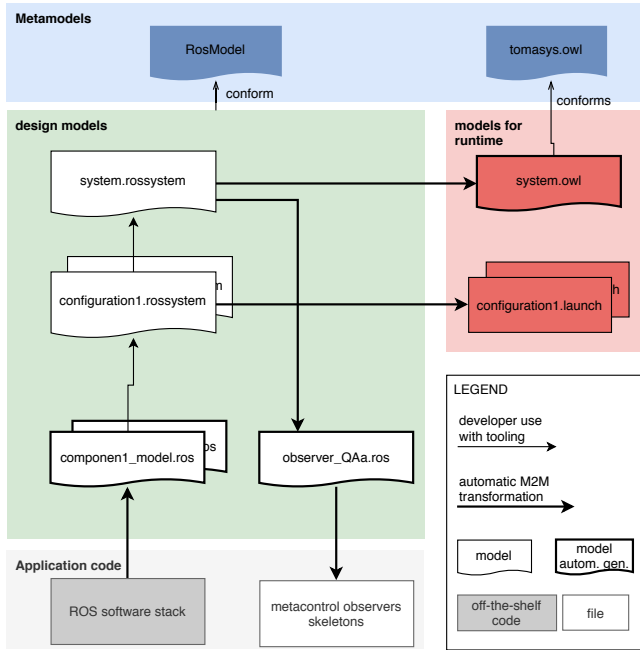 Metamodels
RosModel
tomasys.owl
conform
conforms
design models
models for
runtime
system.rossystem
system.owl
m
configuration1.rossystem
h
configuration1.launch
os
componen1_model.ros
observer_QAa.ros
LEGEND
developer use
with tooling
automatic M2M
transformation
model
model
autom. gen.
off-the-shelf
code
file
Application code
ROS software stack
metacontrol observers
skeletons